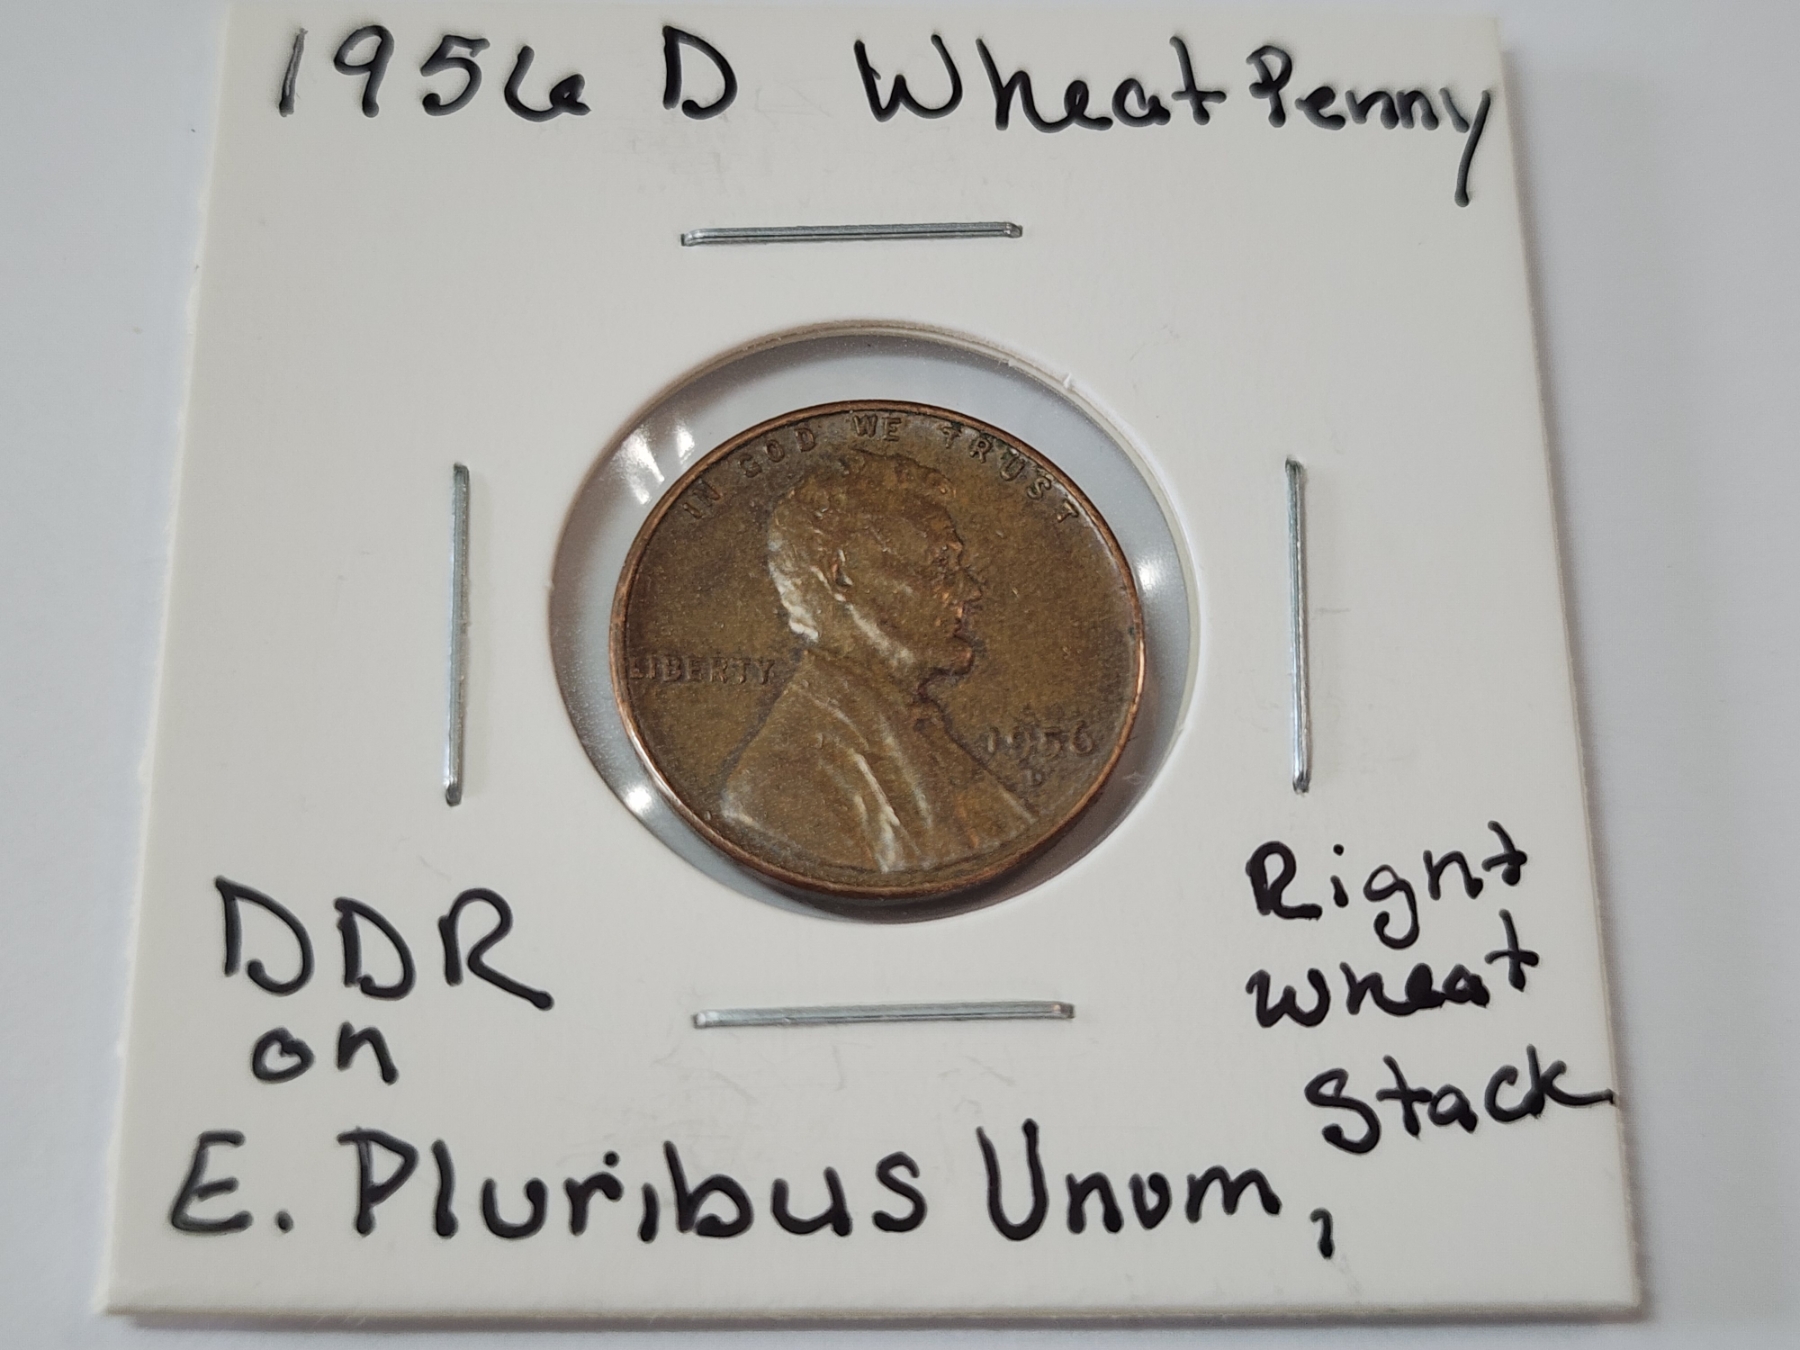 1956 D Wheat Penny
IN GOD WE TRUST
LIBERTY
1956
D
DDR
on
E. Pluribus Unum,
Right
Wheat
Stack